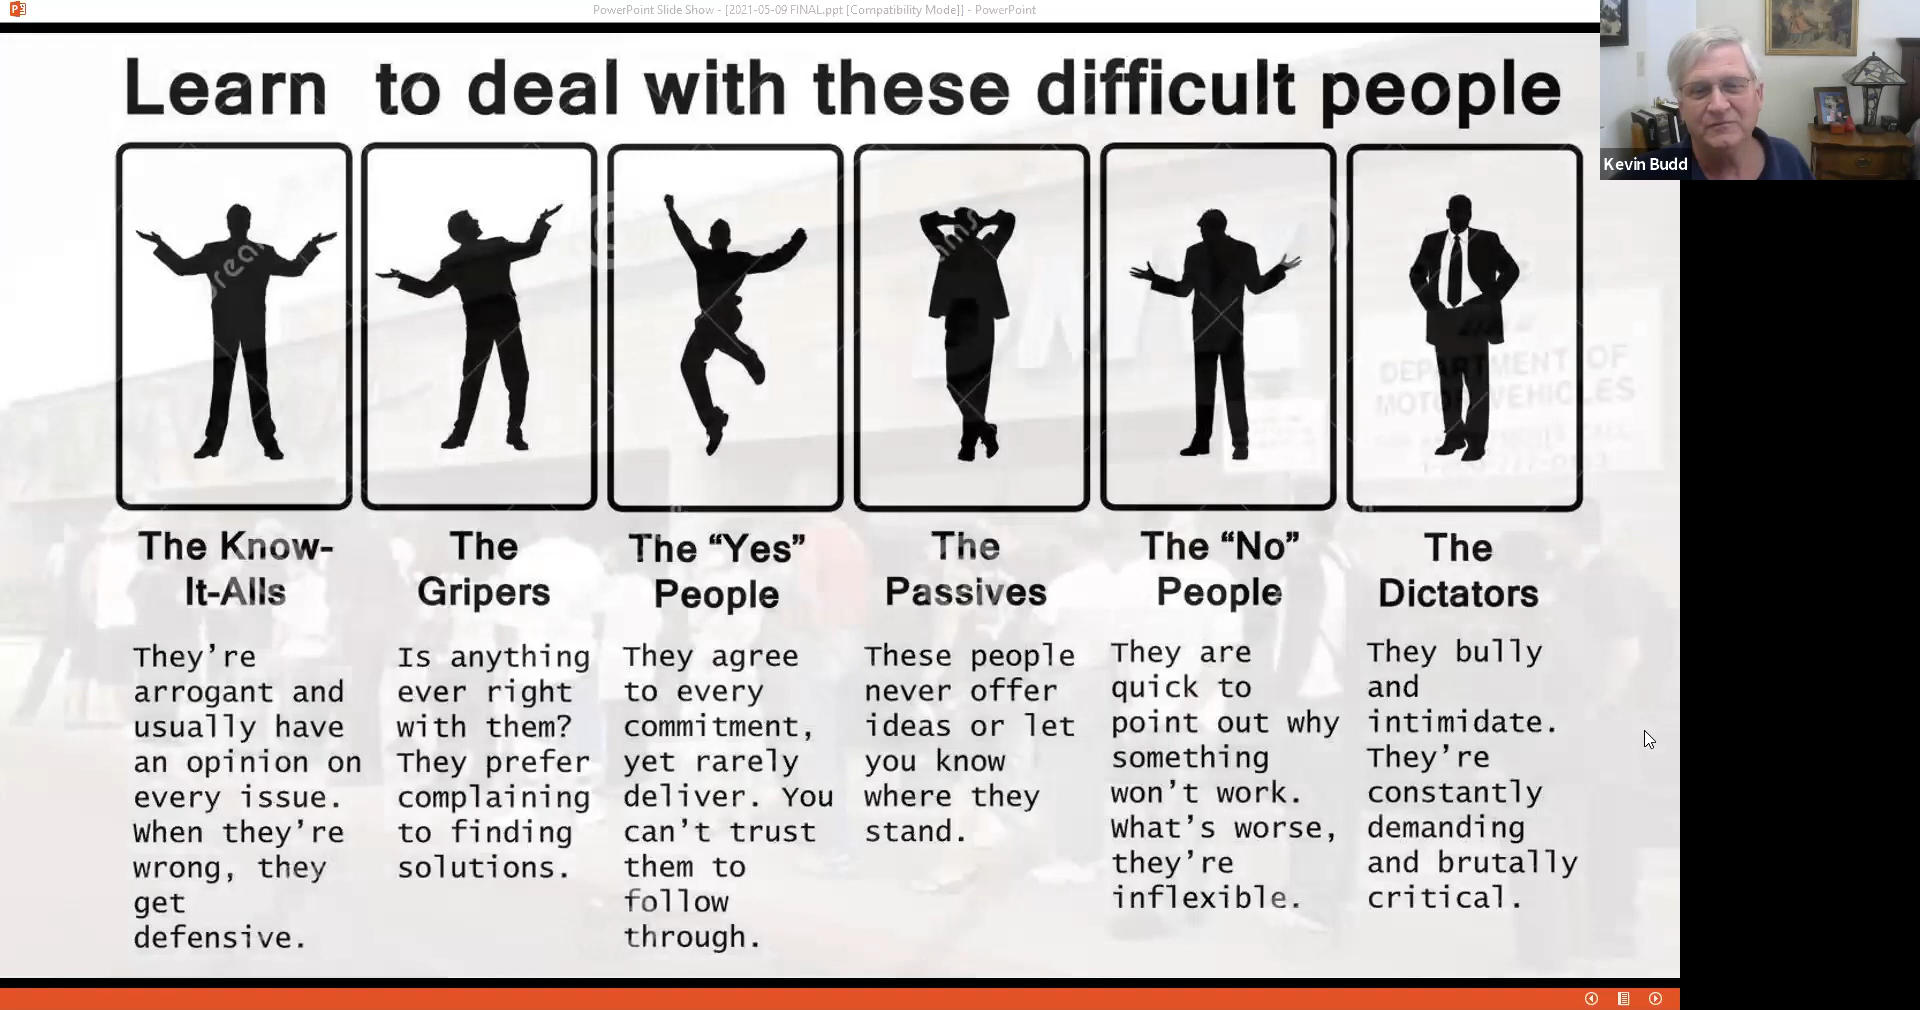 PowerPoint Slide Show - [2021-05-09 FINAL.ppt [Compatibility Mode]] - PowerPoint
Kevin Budd
Learn to deal with these difficult people
DEPARTMENT OF
MOTOR VEHICLES
The Know-
It-Alls
They’re
arrogant and
usually have
an opinion on
every issue.
When they’re
wrong, they
get
defensive.
The
Gripers
Is anything
ever right
with them?
They prefer
complaining
to finding
solutions.
The “Yes”
People
They agree
to every
commitment,
yet rarely
deliver. You
can’t trust
them to
follow
through.
The
Passives
These people
never offer
ideas or let
you know
where they
stand.
The “No”
People
They are
quick to
point out why
something
won’t work.
What’s worse,
they’re
inflexible.
The
Dictators
They bully
and
intimidate.
They’re
constantly
demanding
and brutally
critical.